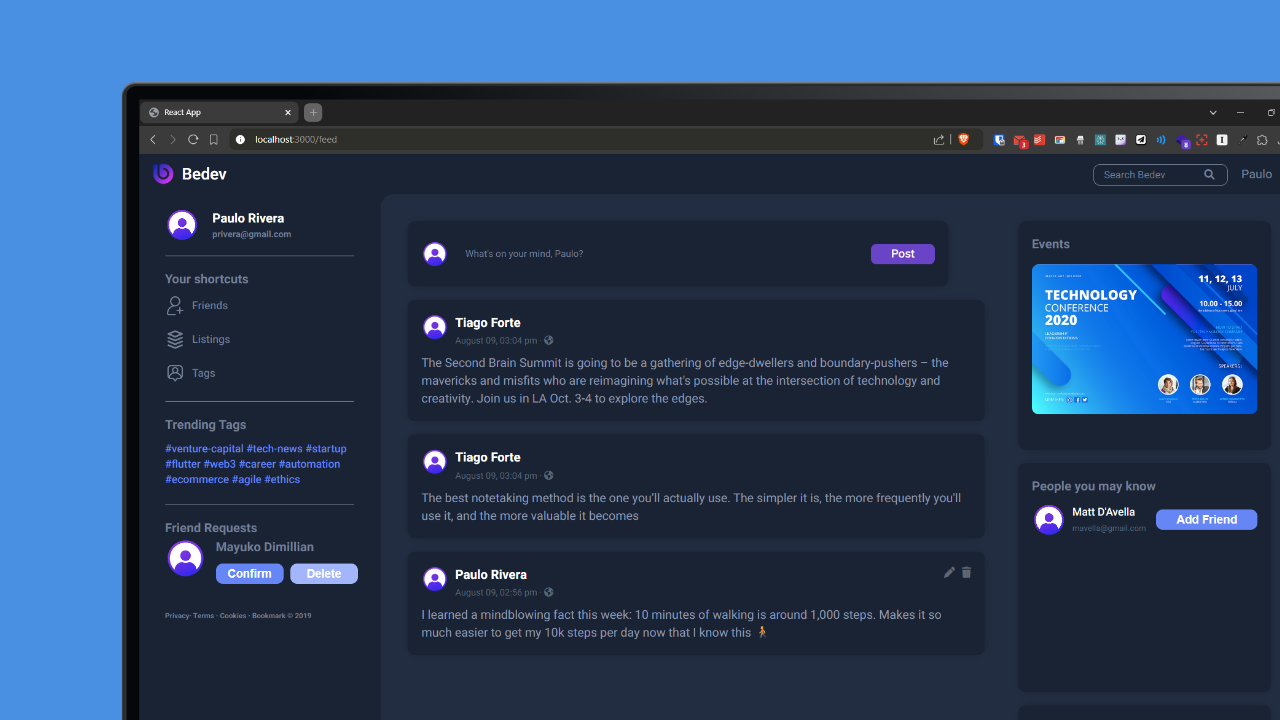 React App
localhost:3000/feed
3
8
Bedev
Search Bedev
Paulo
Paulo Rivera
privera@gmail.com
Your shortcuts
Friends
Listings
Tags
Trending Tags
#venture-capital #tech-news #startup
#flutter #web3 #career #automation
#ecommerce #agile #ethics
Friend Requests
Mayuko Dimillian
Confirm
Delete
Privacy · Terms · Cookies · Bookmark © 2019
What's on your mind, Paulo?
Post
Tiago Forte
August 09, 03:04 pm ·
The Second Brain Summit is going to be a gathering of edge-dwellers and boundary-pushers – the
mavericks and misfits who are reimagining what's possible at the intersection of technology and
creativity. Join us in LA Oct. 3-4 to explore the edges.
Tiago Forte
August 09, 03:04 pm ·
The best notetaking method is the one you'll actually use. The simpler it is, the more frequently you'll
use it, and the more valuable it becomes
Paulo Rivera
August 09, 02:56 pm ·
I learned a mindblowing fact this week: 10 minutes of walking is around 1,000 steps. Makes it so
much easier to get my 10k steps per day now that I know this 🚶
Events
TECHNOLOGY
CONFERENCE
2020
11, 12, 13
JULY
10.00 - 15.00
SPEAKERS:
People you may know
Matt D'Avella
mavella@gmail.com
Add Friend